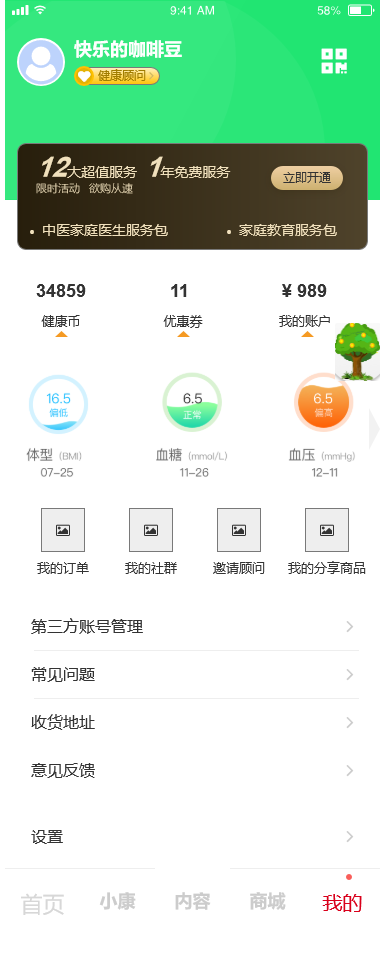 9:41 AM 58%
快乐的咖啡豆
健康顾问
12大超值服务 1年免费服务
限时活动 欲购从速
立即开通
中医家庭医生服务包 家庭教育服务包
34859 11 ¥ 989
健康币 优惠券 我的账户
16.5 6.5 6.5
偏低 正常 偏高
体型 (BMI) 血糖 (mmol/L) 血压 (mmHg)
07-25 11-26 12-11
我的订单 我的社群 邀请顾问 我的分享商品
第三方账号管理
常见问题
收货地址
意见反馈
设置
首页 小康 内容 商城 我的